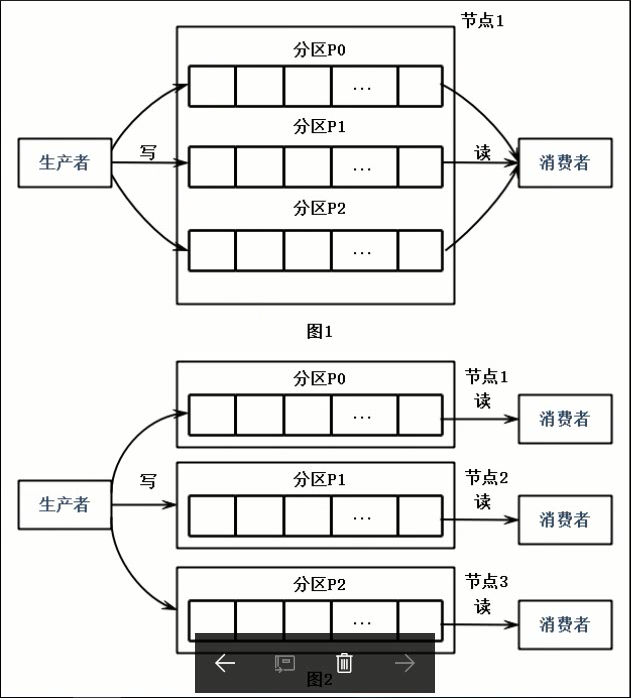 节点1
分区P0
...
生产者
写
分区P1
...
读
消费者
分区P2
...
图1
分区P0
...
节点1
读
消费者
生产者
写
分区P1
...
节点2
读
消费者
分区P2
...
节点3
读
消费者
图2